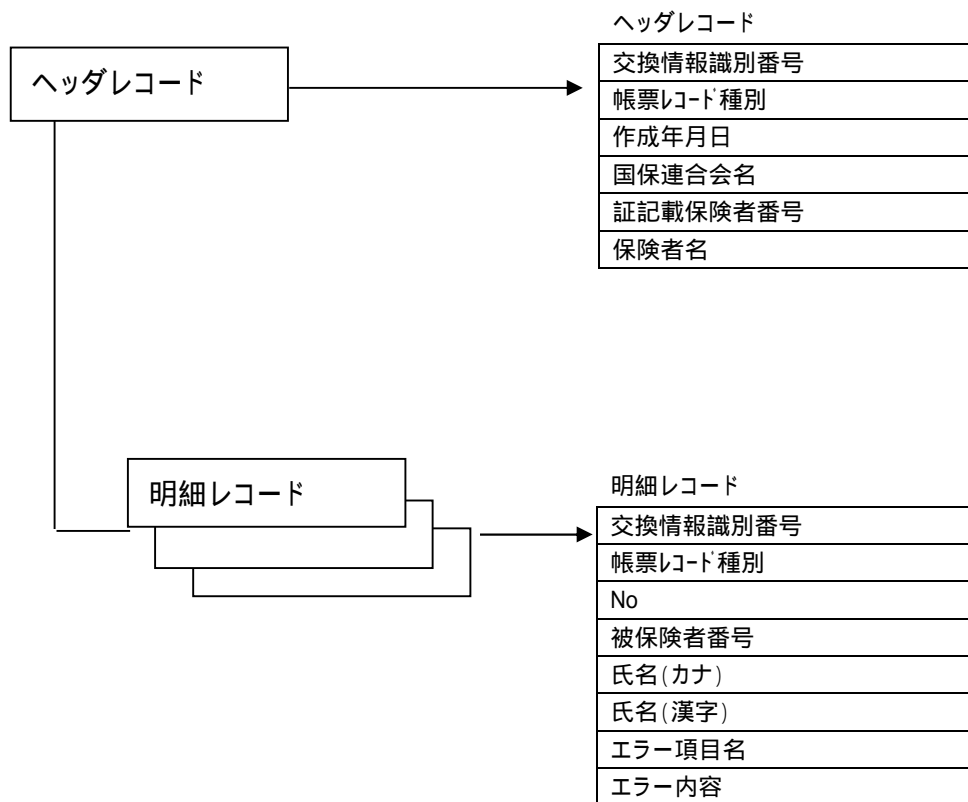 ヘッダレコード
ヘッダレコード
交換情報識別番号
帳票ﾚｺｰﾄﾞ種別
作成年月日
国保連合会名
証記載保険者番号
保険者名
明細レコード
明細レコード
交換情報識別番号
帳票ﾚｺｰﾄﾞ種別
No
被保険者番号
氏名(カナ)
氏名(漢字)
エラー項目名
エラー内容